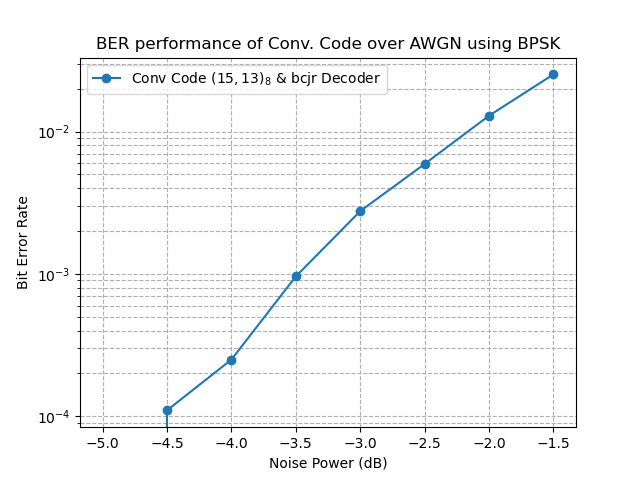 BER performance of Conv. Code over AWGN using BPSK
Conv Code (15, 13)₈ & bcjr Decoder
Bit Error Rate
10⁻²
10⁻³
10⁻⁴
−5.0 −4.5 −4.0 −3.5 −3.0 −2.5 −2.0 −1.5
Noise Power (dB)